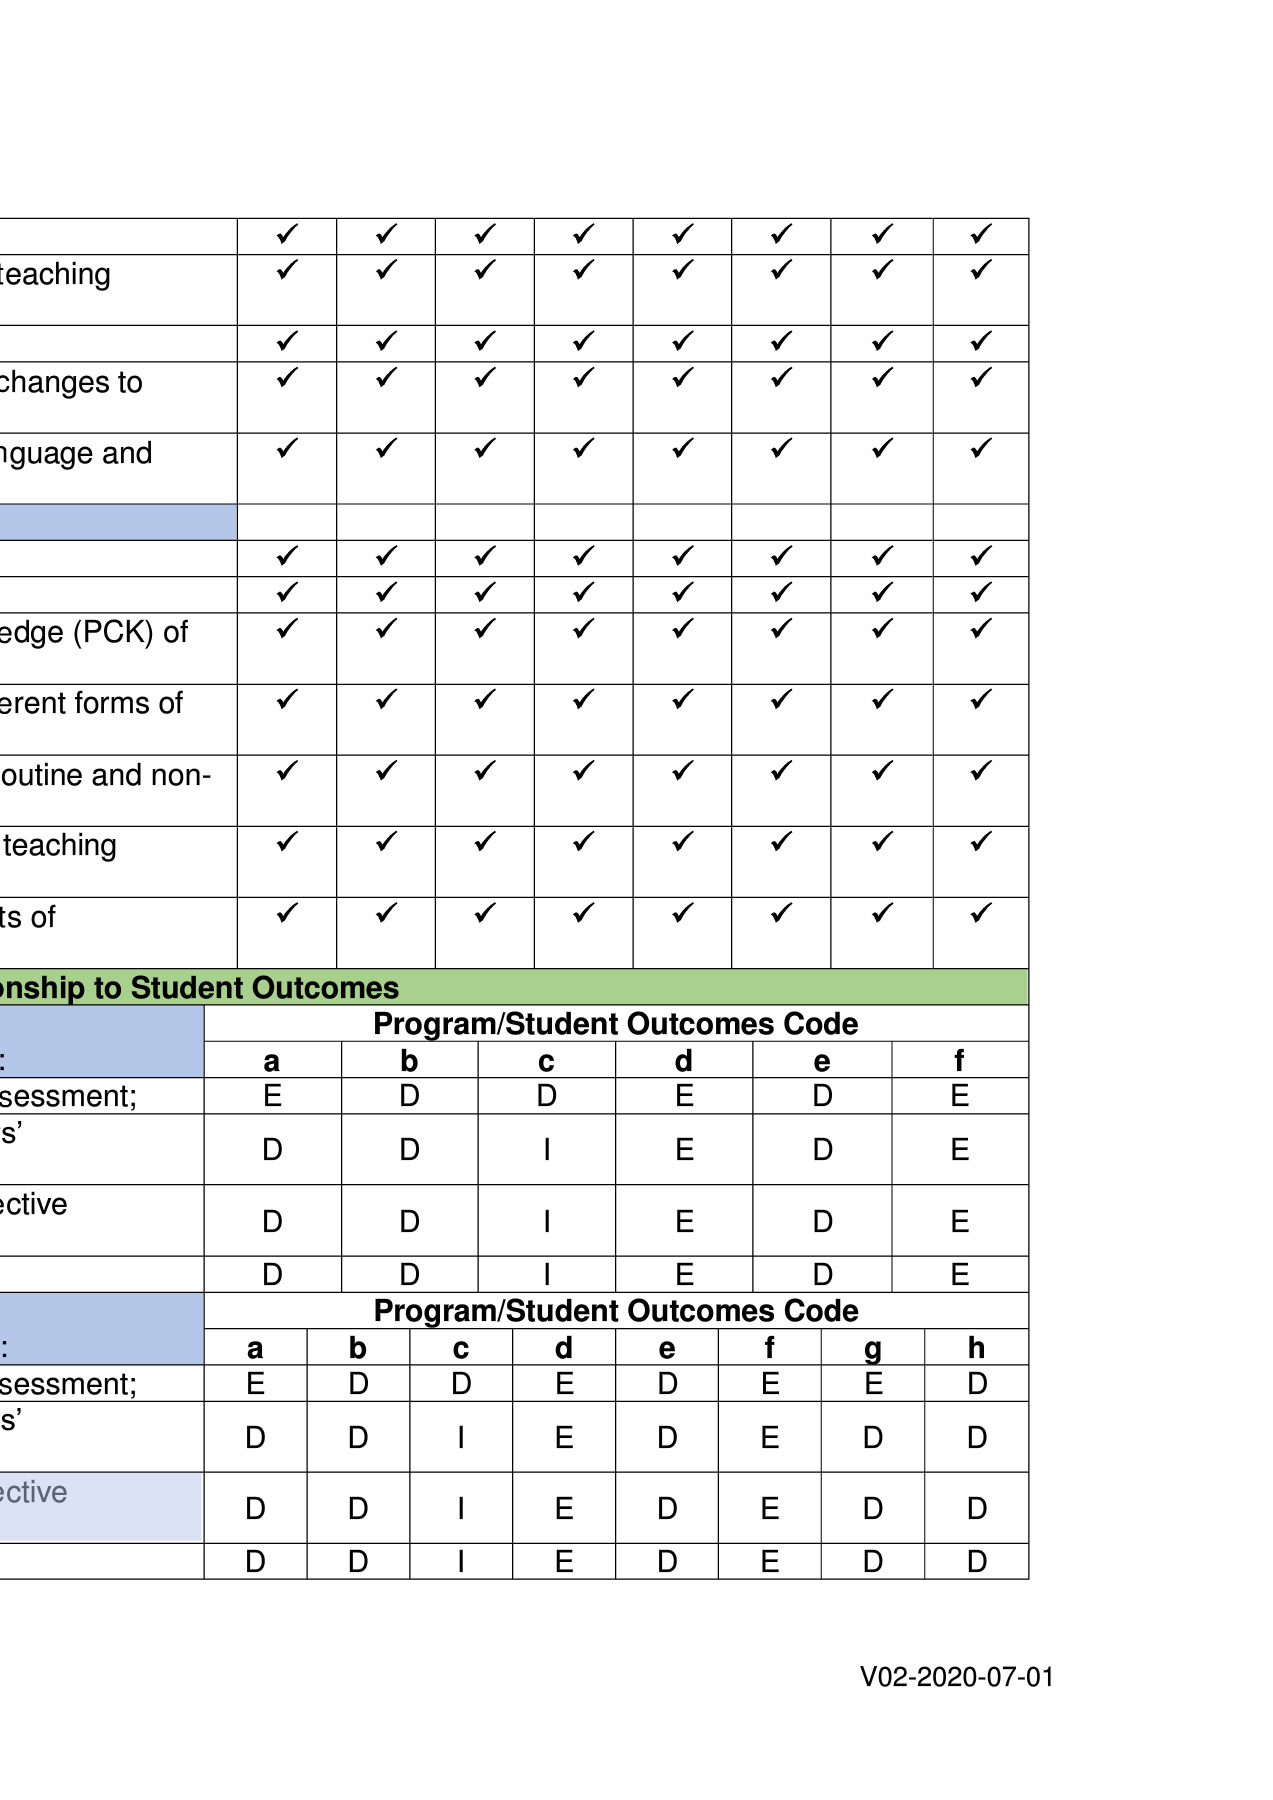 ✓ ✓ ✓ ✓ ✓ ✓ ✓ ✓
teaching ✓ ✓ ✓ ✓ ✓ ✓ ✓ ✓
✓ ✓ ✓ ✓ ✓ ✓ ✓ ✓
changes to ✓ ✓ ✓ ✓ ✓ ✓ ✓ ✓
nguage and ✓ ✓ ✓ ✓ ✓ ✓ ✓ ✓
✓ ✓ ✓ ✓ ✓ ✓ ✓ ✓
✓ ✓ ✓ ✓ ✓ ✓ ✓ ✓
edge (PCK) of ✓ ✓ ✓ ✓ ✓ ✓ ✓ ✓
erent forms of ✓ ✓ ✓ ✓ ✓ ✓ ✓ ✓
outine and non- ✓ ✓ ✓ ✓ ✓ ✓ ✓ ✓
teaching ✓ ✓ ✓ ✓ ✓ ✓ ✓ ✓
ts of ✓ ✓ ✓ ✓ ✓ ✓ ✓ ✓
onship to Student Outcomes
Program/Student Outcomes Code
: a b c d e f
sessment; E D D E D E
s’ D D I E D E
ective D D I E D E
D D I E D E
Program/Student Outcomes Code
: a b c d e f g h
sessment; E D D E D E E D
s’ D D I E D E D D
ective D D I E D E D D
D D I E D E D D
V02-2020-07-01